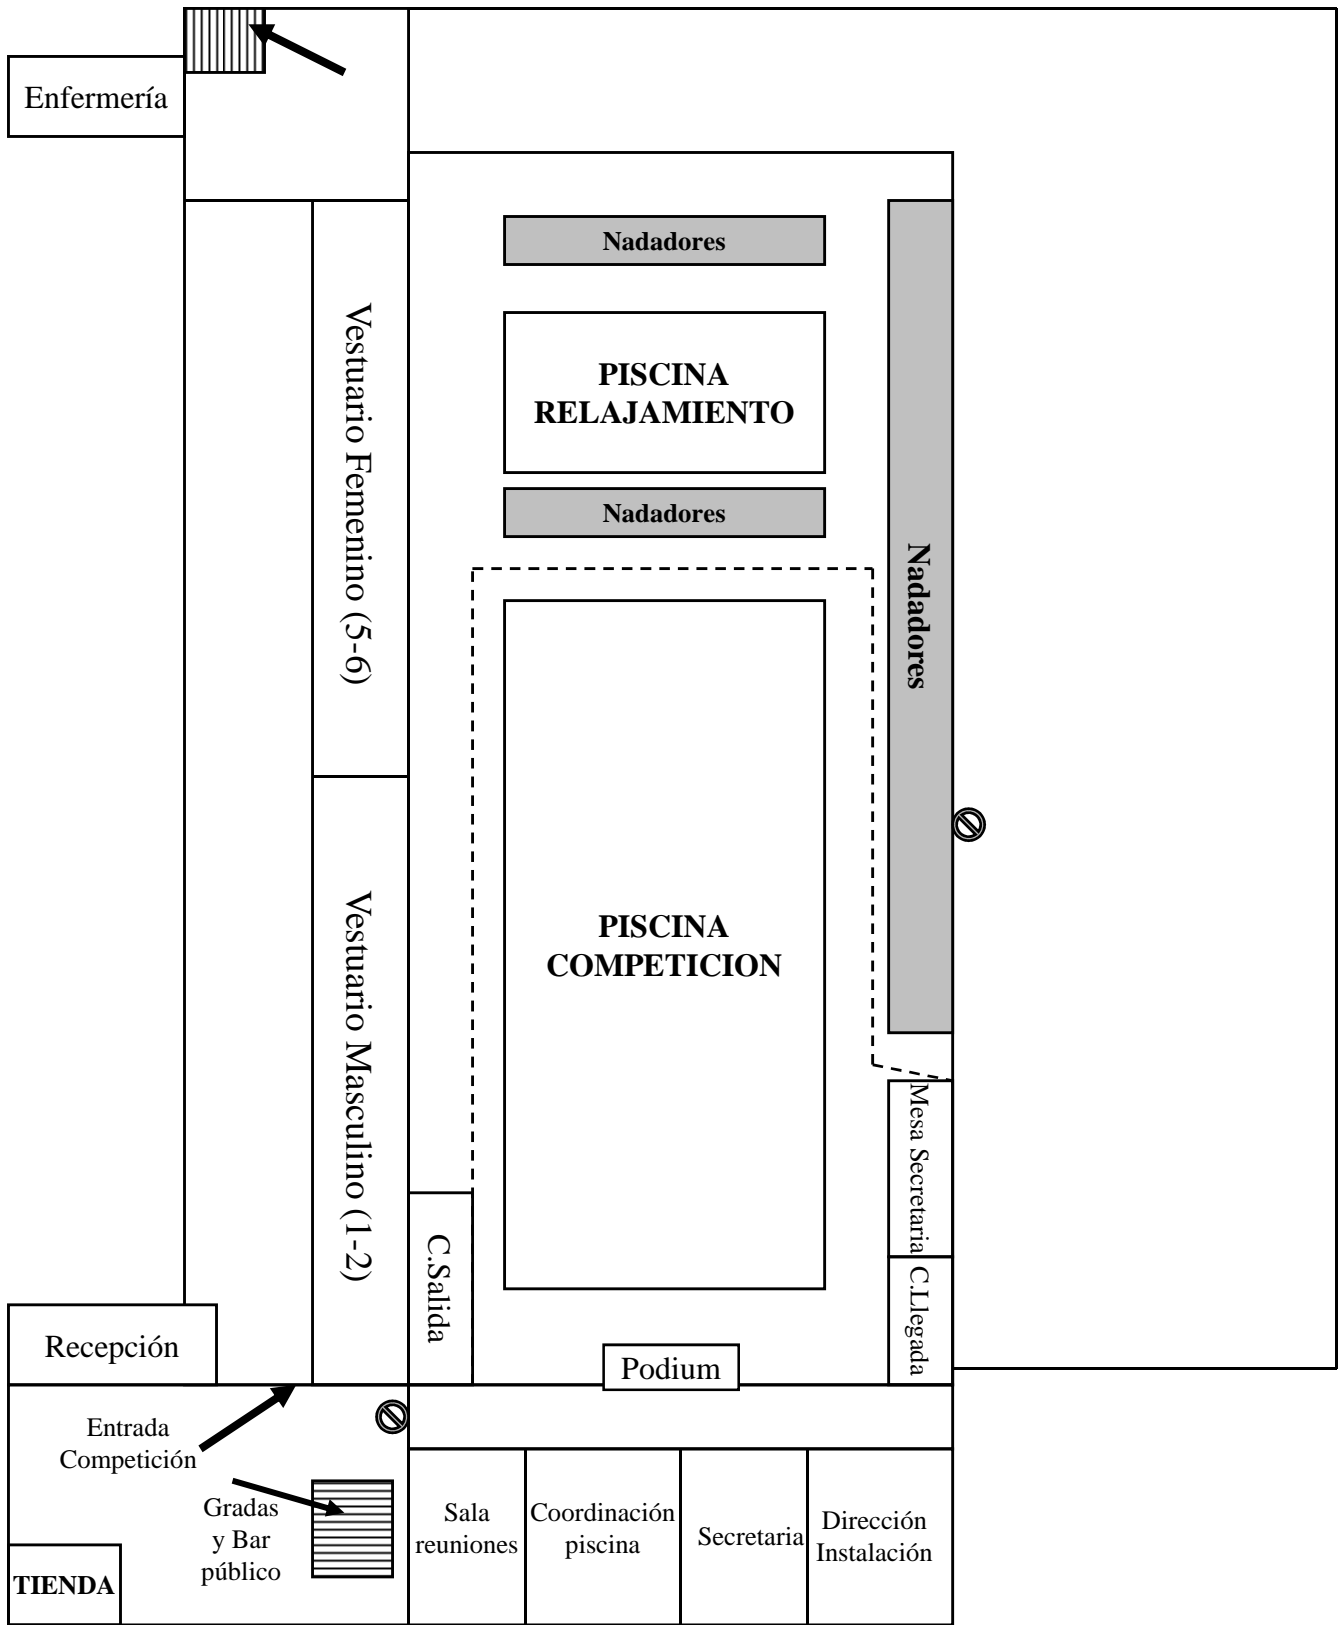 Enfermería
Nadadores
PISCINA
RELAJAMIENTO
Nadadores
Vestuario Femenino (5-6)
Nadadores
PISCINA
COMPETICION
Vestuario Masculino (1-2)
Mesa Secretaria
C.Salida
C.Llegada
Recepción
Podium
Entrada
Competición
Gradas
y Bar
público
Sala
reuniones
Coordinación
piscina
Secretaria
Dirección
Instalación
TIENDA